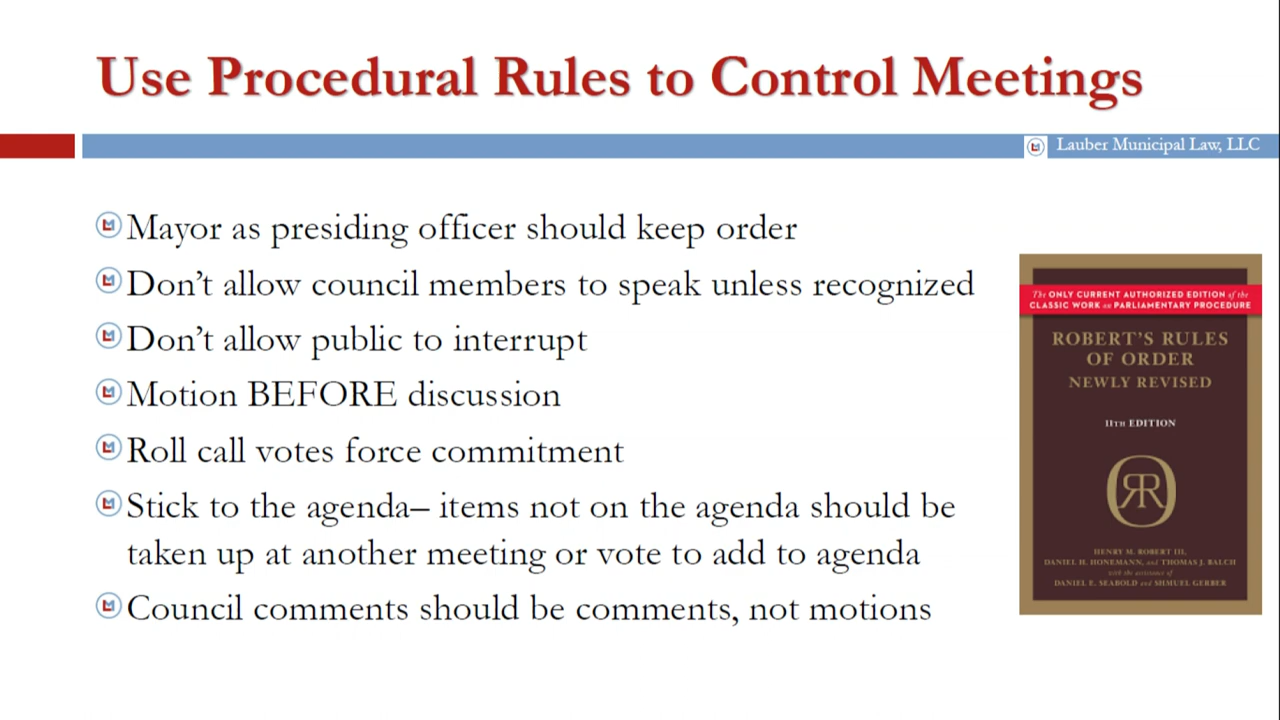 Use Procedural Rules to Control Meetings
Lauber Municipal Law, LLC
Mayor as presiding officer should keep order
Don’t allow council members to speak unless recognized
Don’t allow public to interrupt
Motion BEFORE discussion
Roll call votes force commitment
Stick to the agenda– items not on the agenda should be
taken up at another meeting or vote to add to agenda
Council comments should be comments, not motions
The ONLY CURRENT AUTHORIZED EDITION of the
CLASSIC WORK on PARLIAMENTARY PROCEDURE
ROBERT'S RULES
OF ORDER
NEWLY REVISED
11TH EDITION
HENRY M. ROBERT III,
DANIEL H. HONEMANN, and THOMAS J. BALCH
with the assistance of
DANIEL E. SEABOLD and SHMUEL GERBER